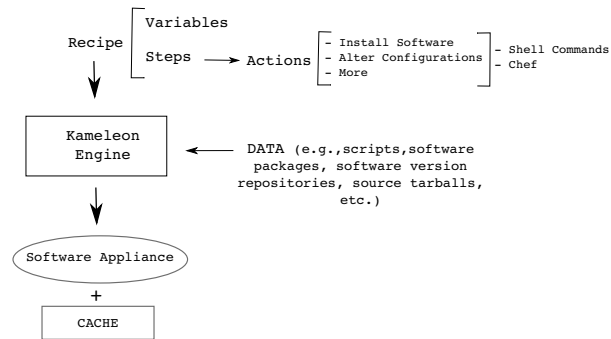 Recipe
Variables
Steps
Actions
- Install Software
- Alter Configurations
- More
- Shell Commands
- Chef
Kameleon
Engine
DATA (e.g.,scripts,software
packages, software version
repositories, source tarballs,
etc.)
Software Appliance
+
CACHE